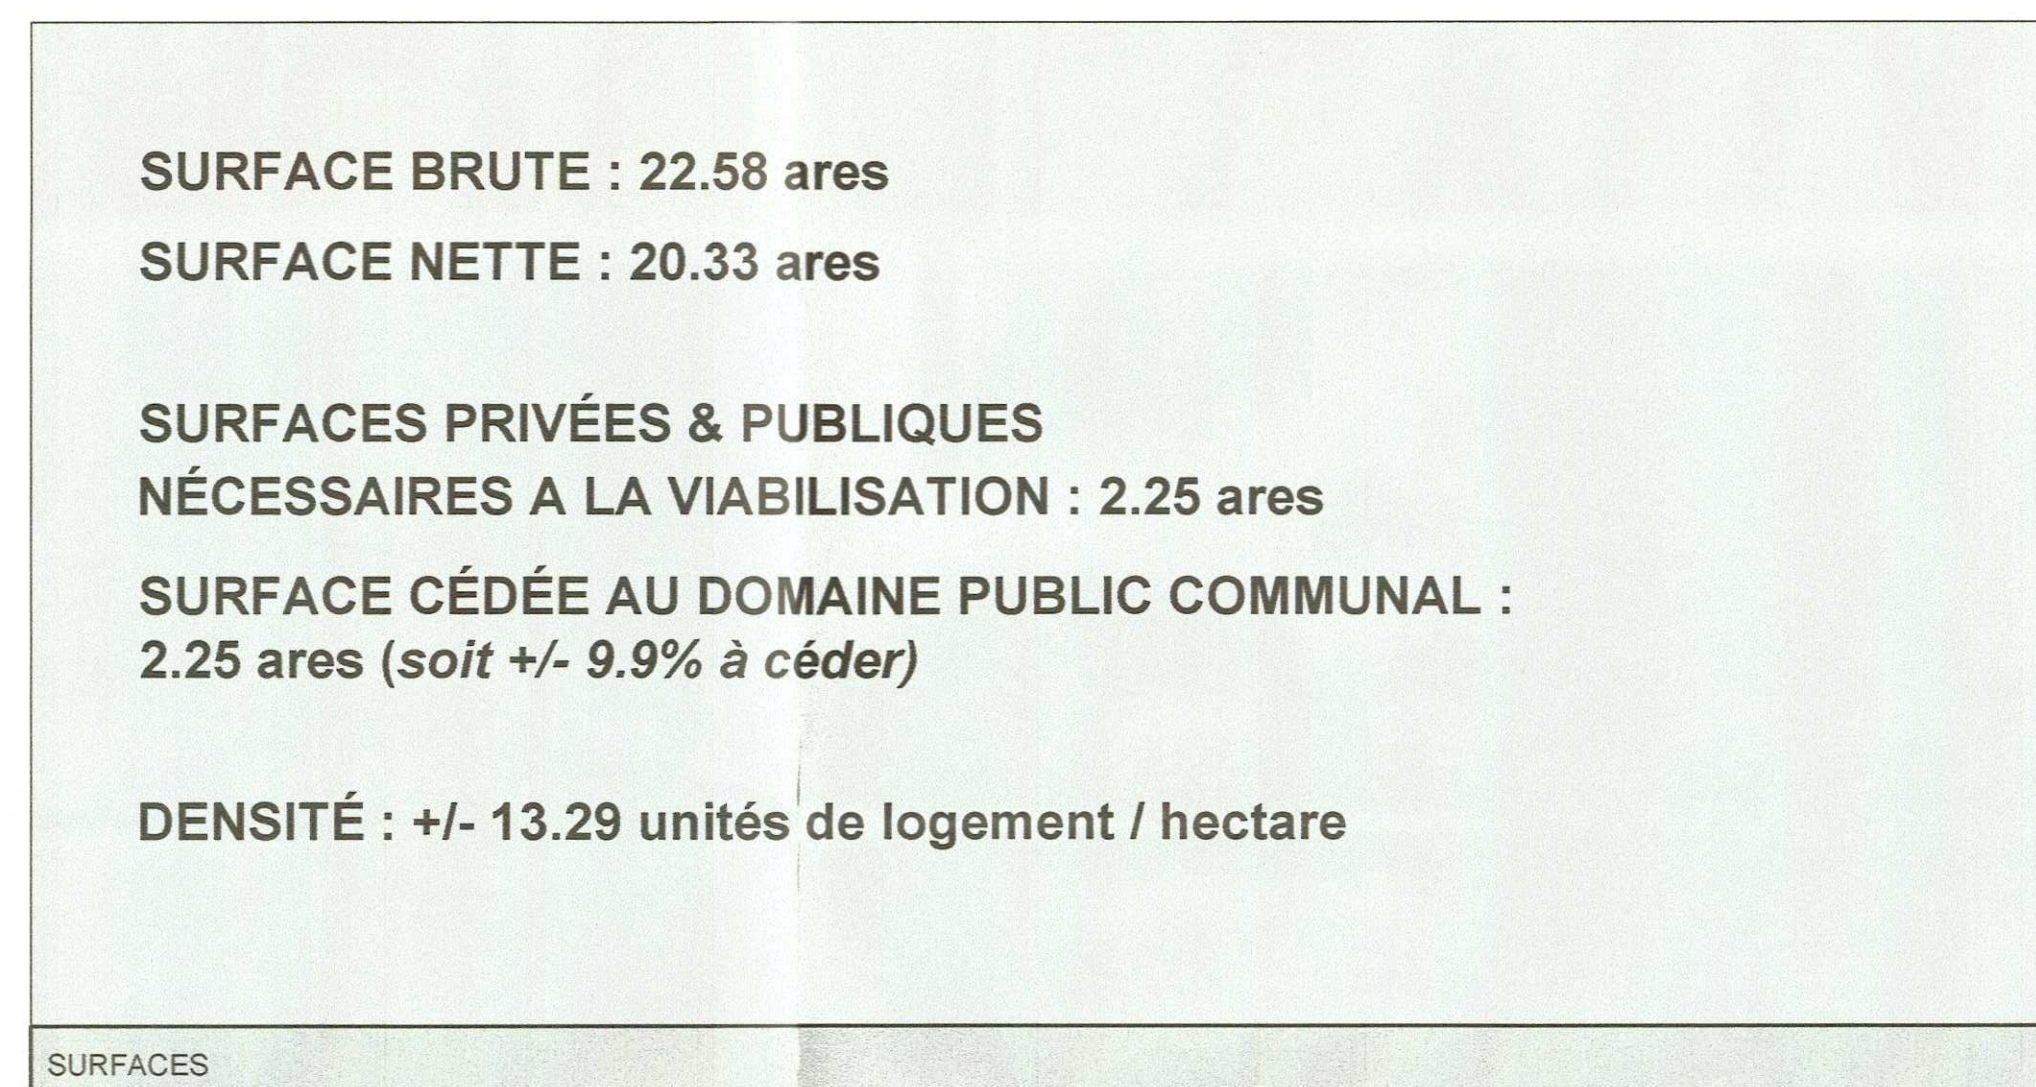 SURFACE BRUTE : 22.58 ares
SURFACE NETTE : 20.33 ares
SURFACES PRIVÉES & PUBLIQUES
NÉCESSAIRES A LA VIABILISATION : 2.25 ares
SURFACE CÉDÉE AU DOMAINE PUBLIC COMMUNAL :
2.25 ares (soit +/- 9.9% à céder)
DENSITÉ : +/- 13.29 unités de logement / hectare
SURFACES